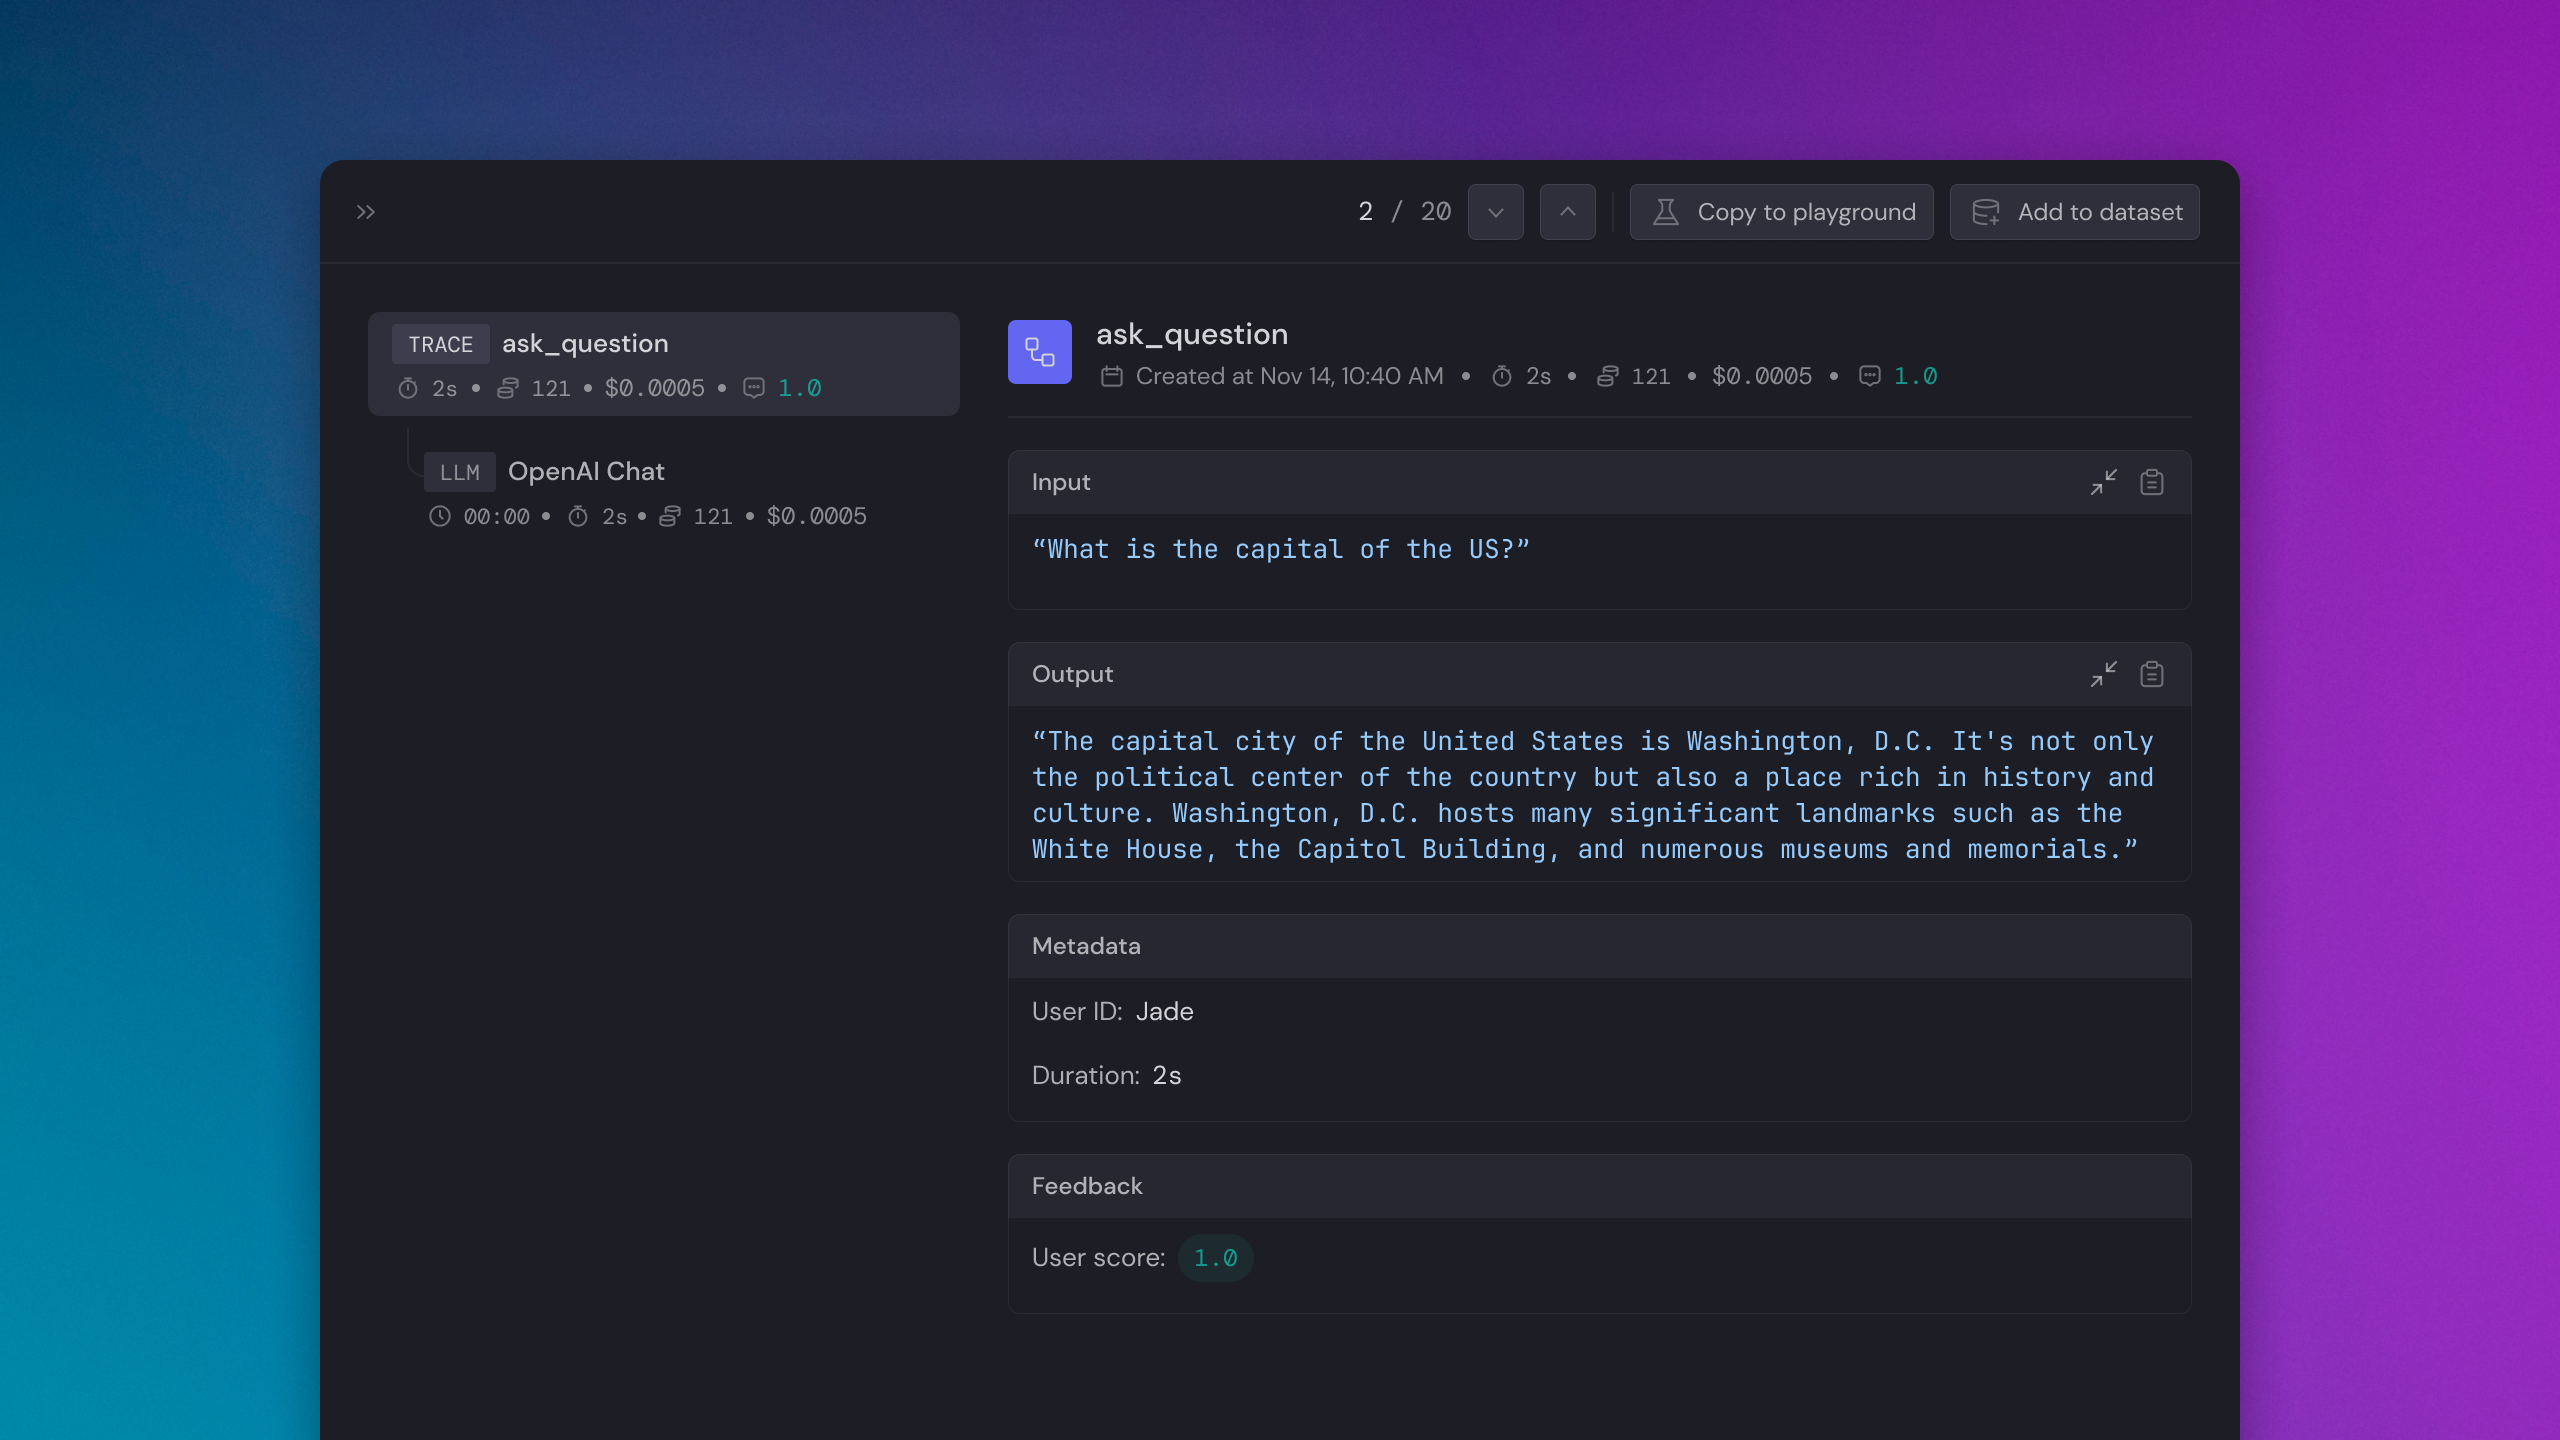 2 / 20 Copy to playground Add to dataset
TRACE ask_question
2s • 121 • $0.0005 • 1.0
LLM OpenAI Chat
00:00 • 2s • 121 • $0.0005
ask_question
Created at Nov 14, 10:40 AM • 2s • 121 • $0.0005 • 1.0
Input
“What is the capital of the US?”
Output
“The capital city of the United States is Washington, D.C. It's not only
the political center of the country but also a place rich in history and
culture. Washington, D.C. hosts many significant landmarks such as the
White House, the Capitol Building, and numerous museums and memorials.”
Metadata
User ID: Jade
Duration: 2s
Feedback
User score: 1.0